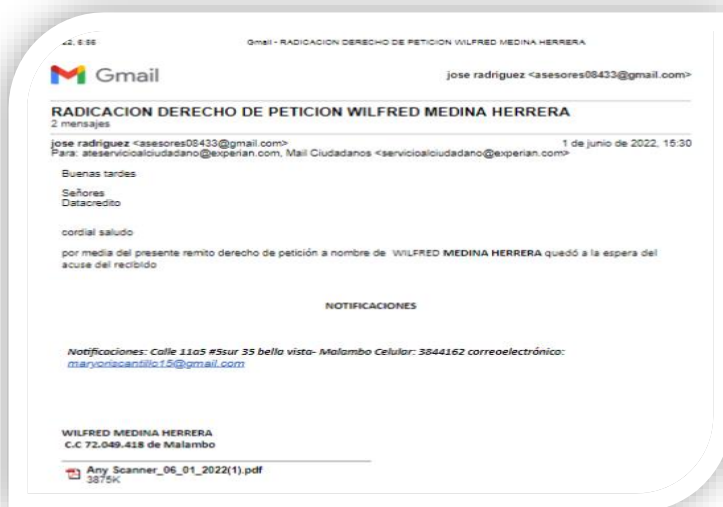 22, 6:56
Gmail - RADICACION DERECHO DE PETICION WILFRED MEDINA HERRERA
Gmail
jose radriguez <asesores08433@gmail.com>
RADICACION DERECHO DE PETICION WILFRED MEDINA HERRERA
2 mensajes
jose radriguez <asesores08433@gmail.com>
1 de junio de 2022, 15:30
Para: ateservicioalciudadano@experian.com, Mail Ciudadanos <servicioalciudadano@experian.com>
Buenas tardes
Señores
Datacredito
cordial saludo
por media del presente remito derecho de petición a nombre de WILFRED MEDINA HERRERA quedó a la espera del
acuse del recibido
NOTIFICACIONES
Notificaciones: Calle 11a5 #5sur 35 bella vista- Malambo Celular: 3844162 correoelectrónico:
maryoriscantillo15@gmail.com
WILFRED MEDINA HERRERA
C.C 72.049.418 de Malambo
Any Scanner_06_01_2022(1).pdf
3875K